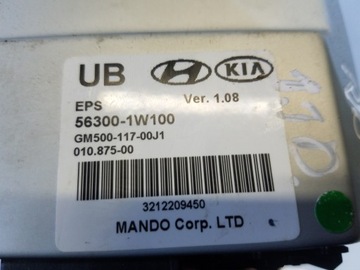 UB KIA
EPS Ver. 1.08
56300-1W100
GM500-117-00J1
010.875-00
3212209450
MANDO Corp. LTD